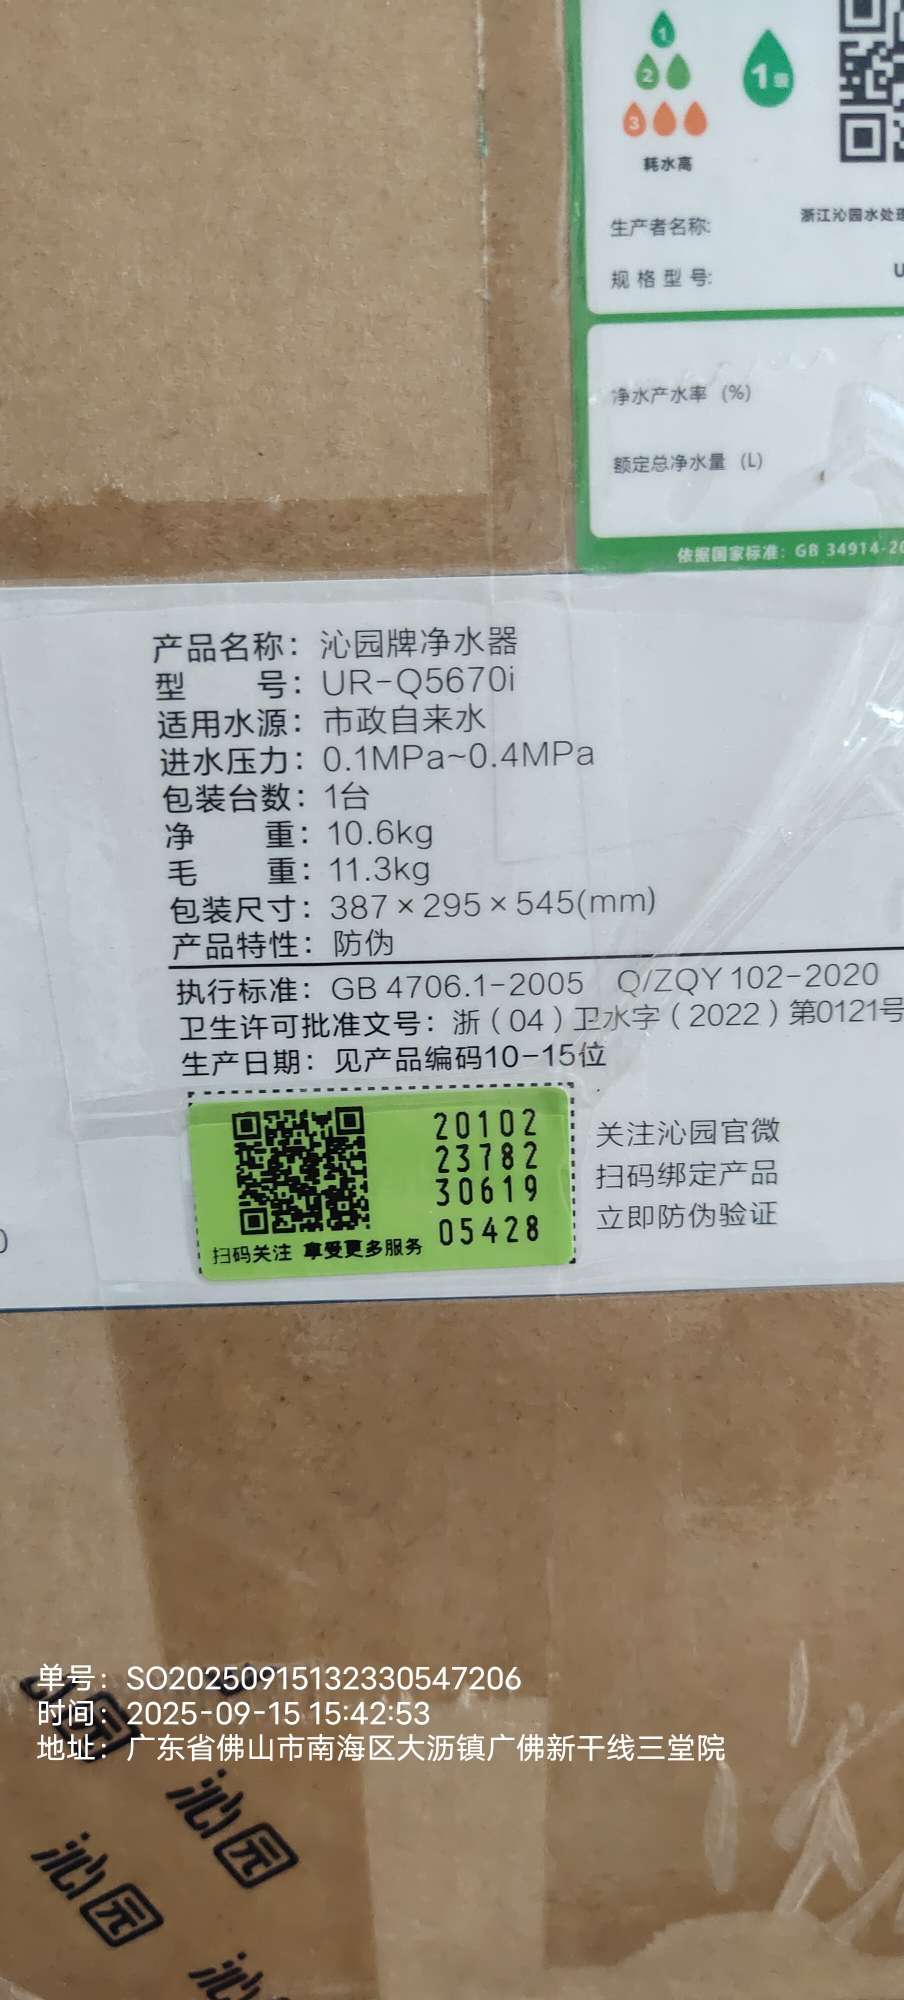 1
2
1级
3
耗水高
生产者名称:
浙江沁园水处理
规格型号:
U
净水产水率 (%)
额定总净水量 (L)
依据国家标准: GB 34914-20
产品名称: 沁园牌净水器
型 号: UR-Q5670i
适用水源: 市政自来水
进水压力: 0.1MPa~0.4MPa
包装台数: 1台
净 重: 10.6kg
毛 重: 11.3kg
包装尺寸: 387×295×545(mm)
产品特性: 防伪
执行标准: GB 4706.1-2005 Q/ZQY 102-2020
卫生许可批准文号: 浙(04)卫水字(2022)第0121号
生产日期: 见产品编码10-15位
20102
23782
30619
05428
扫码关注 享受更多服务
关注沁园官微
扫码绑定产品
立即防伪验证
单号: SO20250915132330547206
时间: 2025-09-15 15:42:53
地址: 广东省佛山市南海区大沥镇广佛新干线三堂院
沁园
沁园